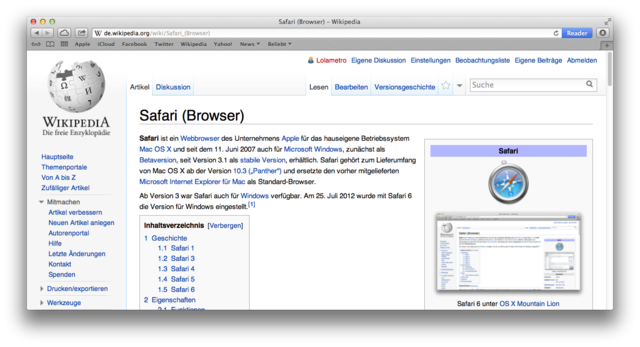 Safari (Browser) – Wikipedia
de.wikipedia.org/wiki/Safari_(Browser)
Reader
Apple iCloud Facebook Twitter Wikipedia Yahoo! News Beliebt
Lolametro Eigene Diskussion Einstellungen Beobachtungsliste Eigene Beiträge Abmelden
Artikel Diskussion Lesen Bearbeiten Versionsgeschichte Suche
WIKIPEDIA
Die freie Enzyklopädie
Hauptseite
Themenportale
Von A bis Z
Zufälliger Artikel
Mitmachen
Artikel verbessern
Neuen Artikel anlegen
Autorenportal
Hilfe
Letzte Änderungen
Kontakt
Spenden
Drucken/exportieren
Werkzeuge
Safari (Browser)
Safari ist ein Webbrowser des Unternehmens Apple für das hauseigene Betriebssystem
Mac OS X und seit dem 11. Juni 2007 auch für Microsoft Windows, zunächst als
Betaversion, seit Version 3.1 als stabile Version, erhältlich. Safari gehört zum Lieferumfang
von Mac OS X ab der Version 10.3 („Panther“) und ersetzte den vorher mitgelieferten
Microsoft Internet Explorer für Mac als Standard-Browser.
Ab Version 3 war Safari auch für Windows verfügbar. Am 25. Juli 2012 wurde mit Safari 6
die Version für Windows eingestellt.[1]
Inhaltsverzeichnis [Verbergen]
1 Geschichte
1.1 Safari 1
1.2 Safari 3
1.3 Safari 4
1.4 Safari 5
1.5 Safari 6
2 Eigenschaften
2.1 Funktionen
Safari
Safari 6 unter OS X Mountain Lion